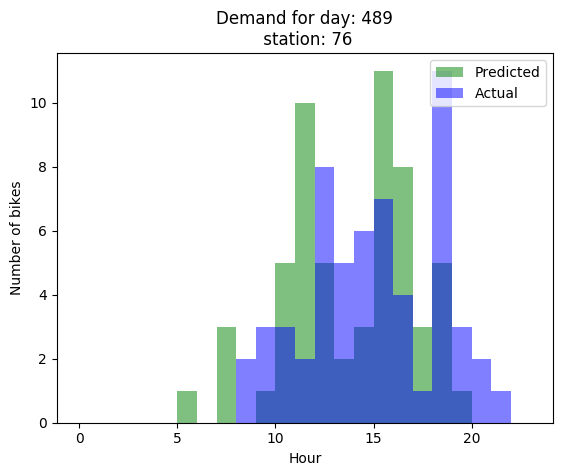 Demand for day: 489
station: 76
Predicted
Actual
Number of bikes
10
8
6
4
2
0
0 5 10 15 20
Hour